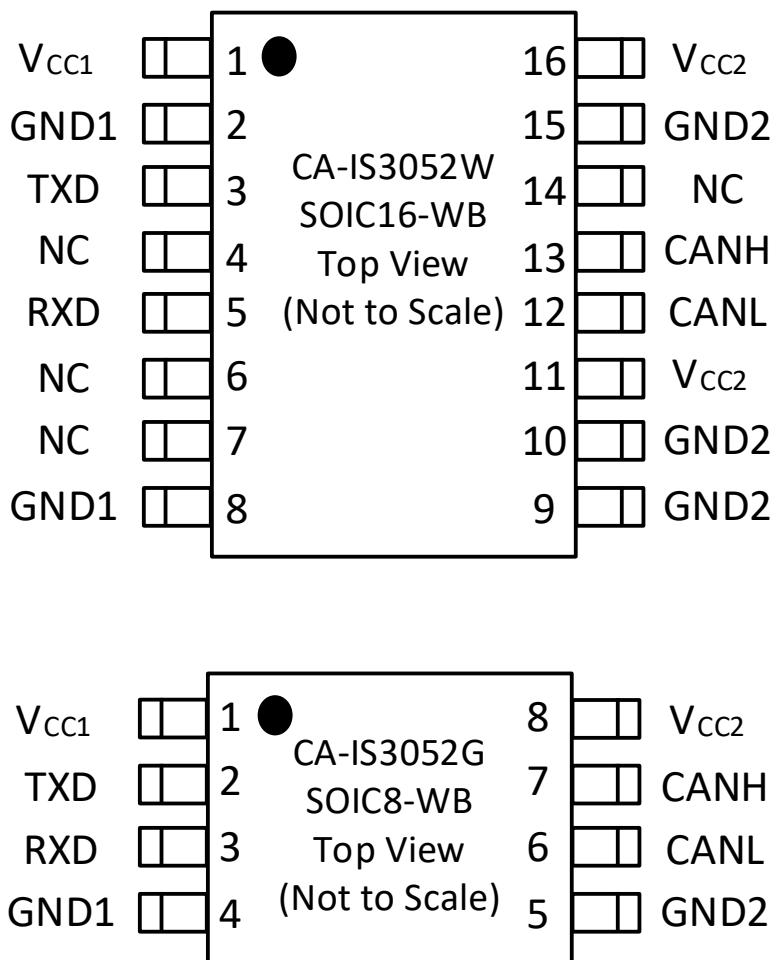 VCC1 1 16 VCC2
GND1 2 15 GND2
TXD 3 CA-IS3052W 14 NC
SOIC16-WB
NC 4 Top View 13 CANH
RXD 5 (Not to Scale) 12 CANL
NC 6 11 VCC2
NC 7 10 GND2
GND1 8 9 GND2
VCC1 1 8 VCC2
CA-IS3052G
TXD 2 SOIC8-WB 7 CANH
RXD 3 Top View 6 CANL
GND1 4 (Not to Scale) 5 GND2